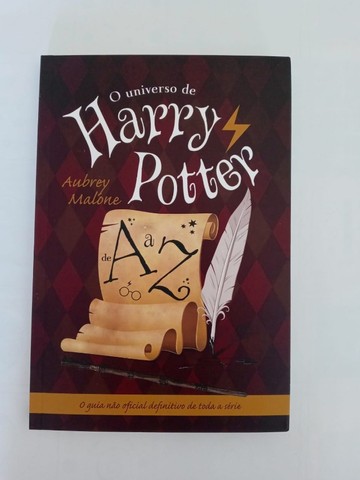 O universo de
Harry
Potter
Aubrey
Malone
de A a Z
O guia não oficial definitivo de toda a série